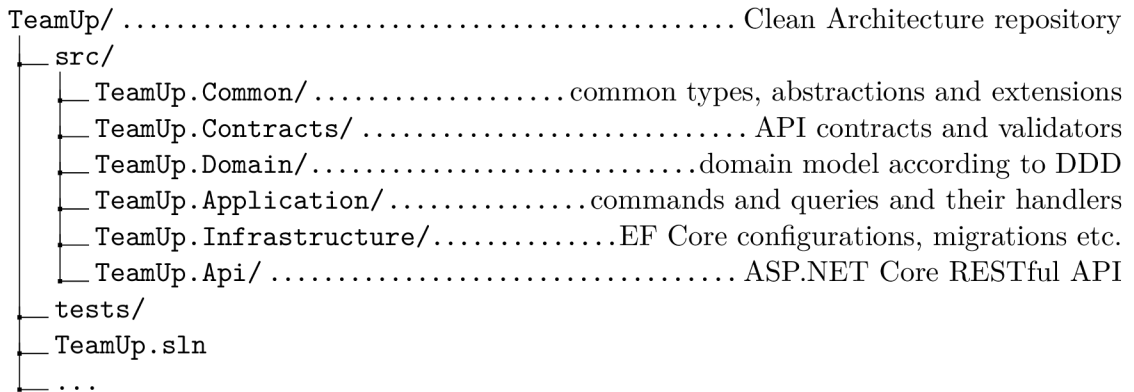 TeamUp/ ............................................. Clean Architecture repository
src/
TeamUp.Common/ ................... common types, abstractions and extensions
TeamUp.Contracts/ ............................. API contracts and validators
TeamUp.Domain/ ............................. domain model according to DDD
TeamUp.Application/ ............... commands and queries and their handlers
TeamUp.Infrastructure/ .............. EF Core configurations, migrations etc.
TeamUp.Api/ ................................... ASP.NET Core RESTful API
tests/
TeamUp.sln
...